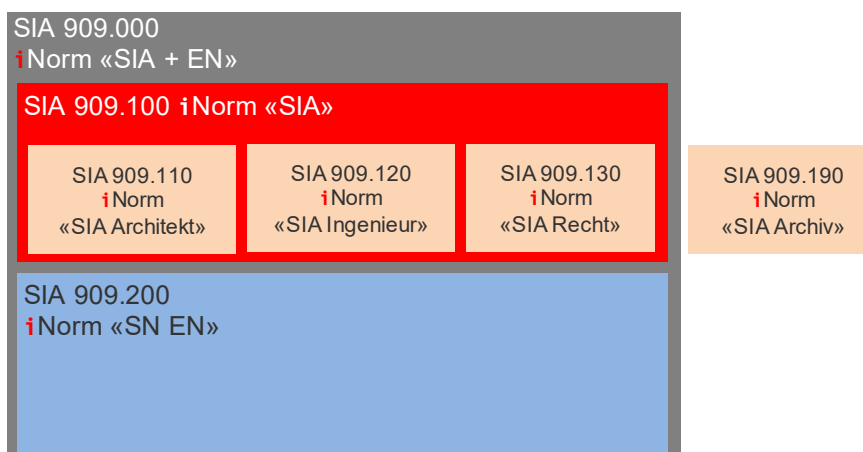 SIA 909.000
iNorm «SIA + EN»
SIA 909.100 iNorm «SIA»
SIA 909.110
iNorm
«SIA Architekt»
SIA 909.120
iNorm
«SIA Ingenieur»
SIA 909.130
iNorm
«SIA Recht»
SIA 909.190
iNorm
«SIA Archiv»
SIA 909.200
iNorm «SN EN»